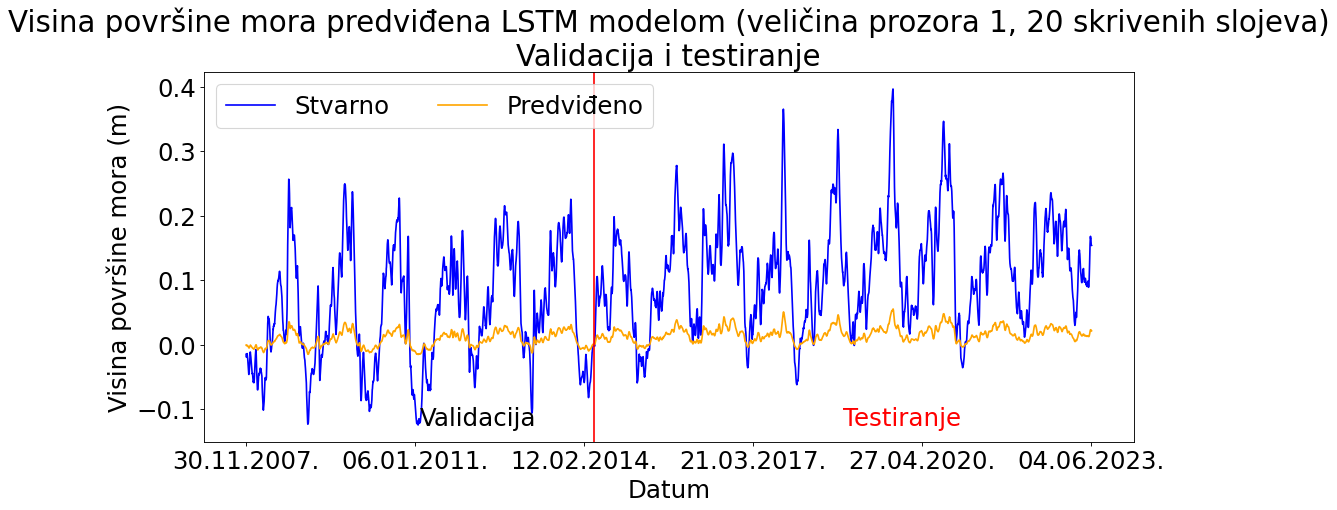 Visina površine mora predviđena LSTM modelom (veličina prozora 1, 20 skrivenih slojeva)
Validacija i testiranje
Stvarno
Predviđeno
Visina površine mora (m)
0.4
0.3
0.2
0.1
0.0
−0.1
Validacija
Testiranje
30.11.2007.
06.01.2011.
12.02.2014.
21.03.2017.
27.04.2020.
04.06.2023.
Datum